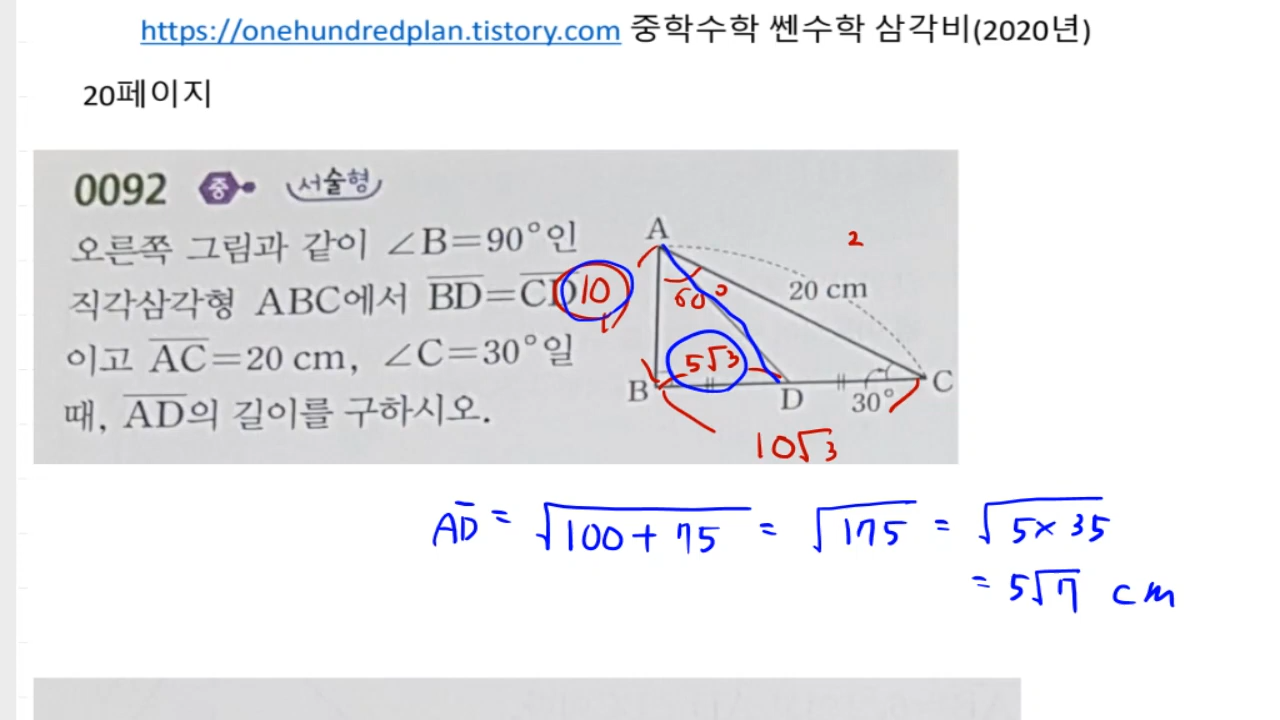 https://onehundredplan.tistory.com 중학수학 쎈수학 삼각비(2020년)
20페이지
0092 중 서술형
오른쪽 그림과 같이 ∠B=90°인
직각삼각형 ABC에서 BD=CD
이고 AC=20 cm, ∠C=30°일
때, AD의 길이를 구하시오.
A
2
10
60°
20 cm
5√3
B
D
30°
C
10√3
AD = √100+75 = √175 = √5×35
= 5√7 cm